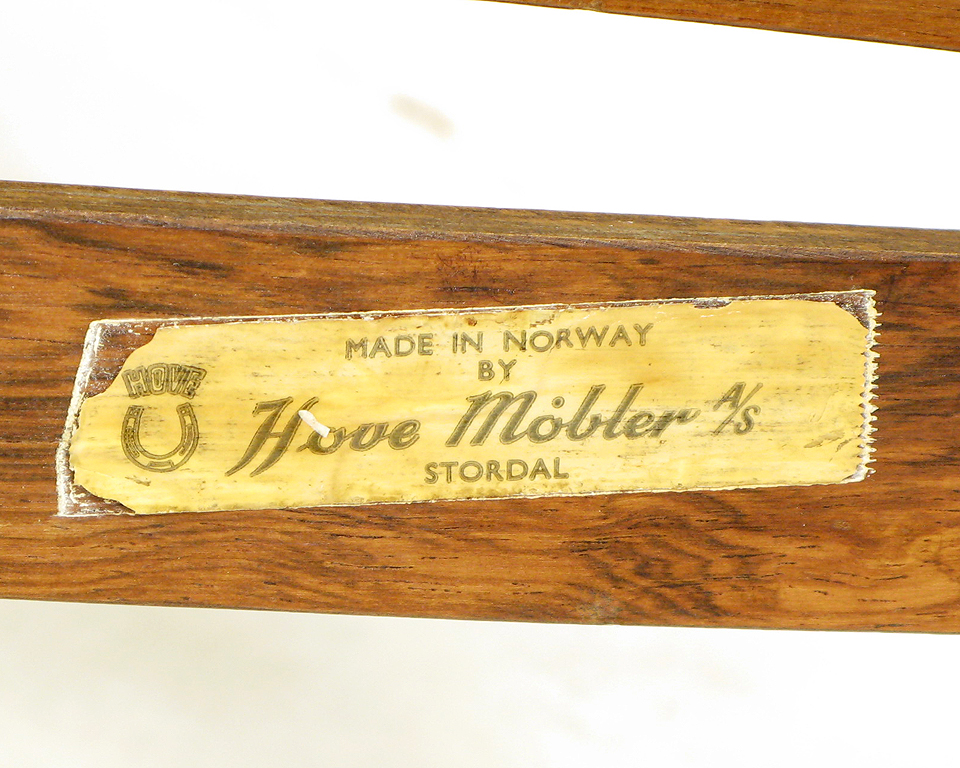 HOVE
MADE IN NORWAY
BY
Hove Möbler A/S
STORDAL